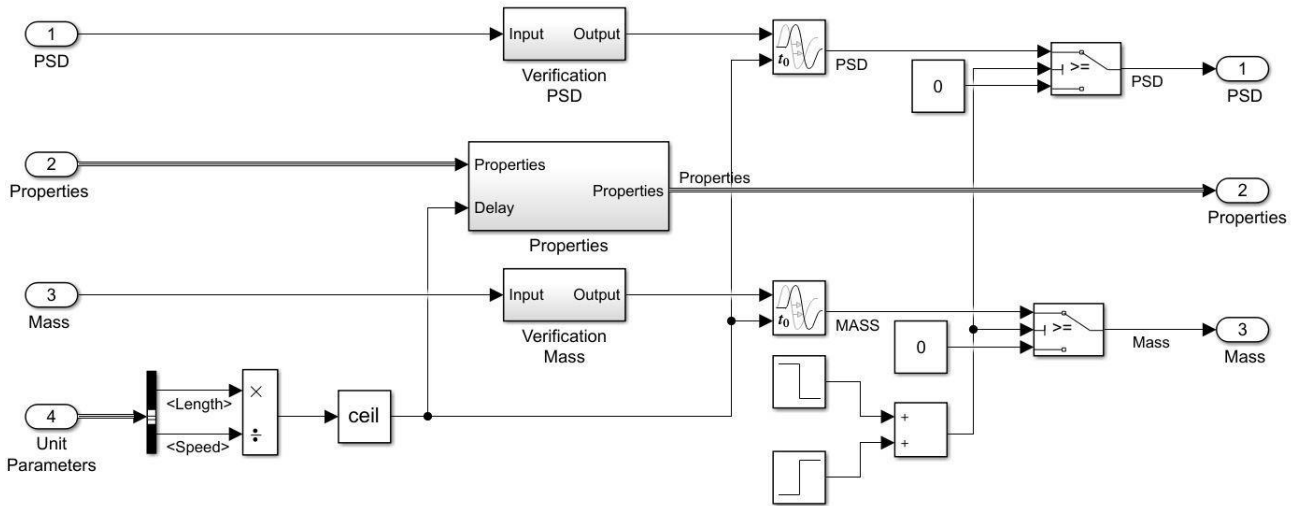 1
PSD
Input Output
Verification
PSD
t0
PSD
0
>=
PSD
1
PSD
2
Properties
Properties
Delay
Properties
Properties
Properties
2
Properties
3
Mass
Input Output
Verification
Mass
t0
MASS
0
>=
Mass
3
Mass
4
Unit
Parameters
<Length>
<Speed>
×
÷
ceil
+
+